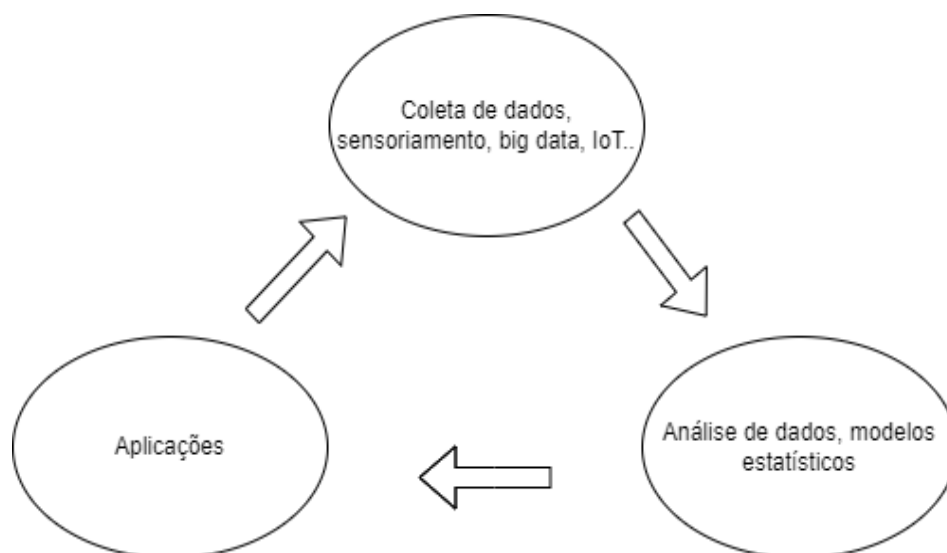 Coleta de dados,
sensoriamento, big data, IoT..
Aplicações
Análise de dados, modelos
estatísticos